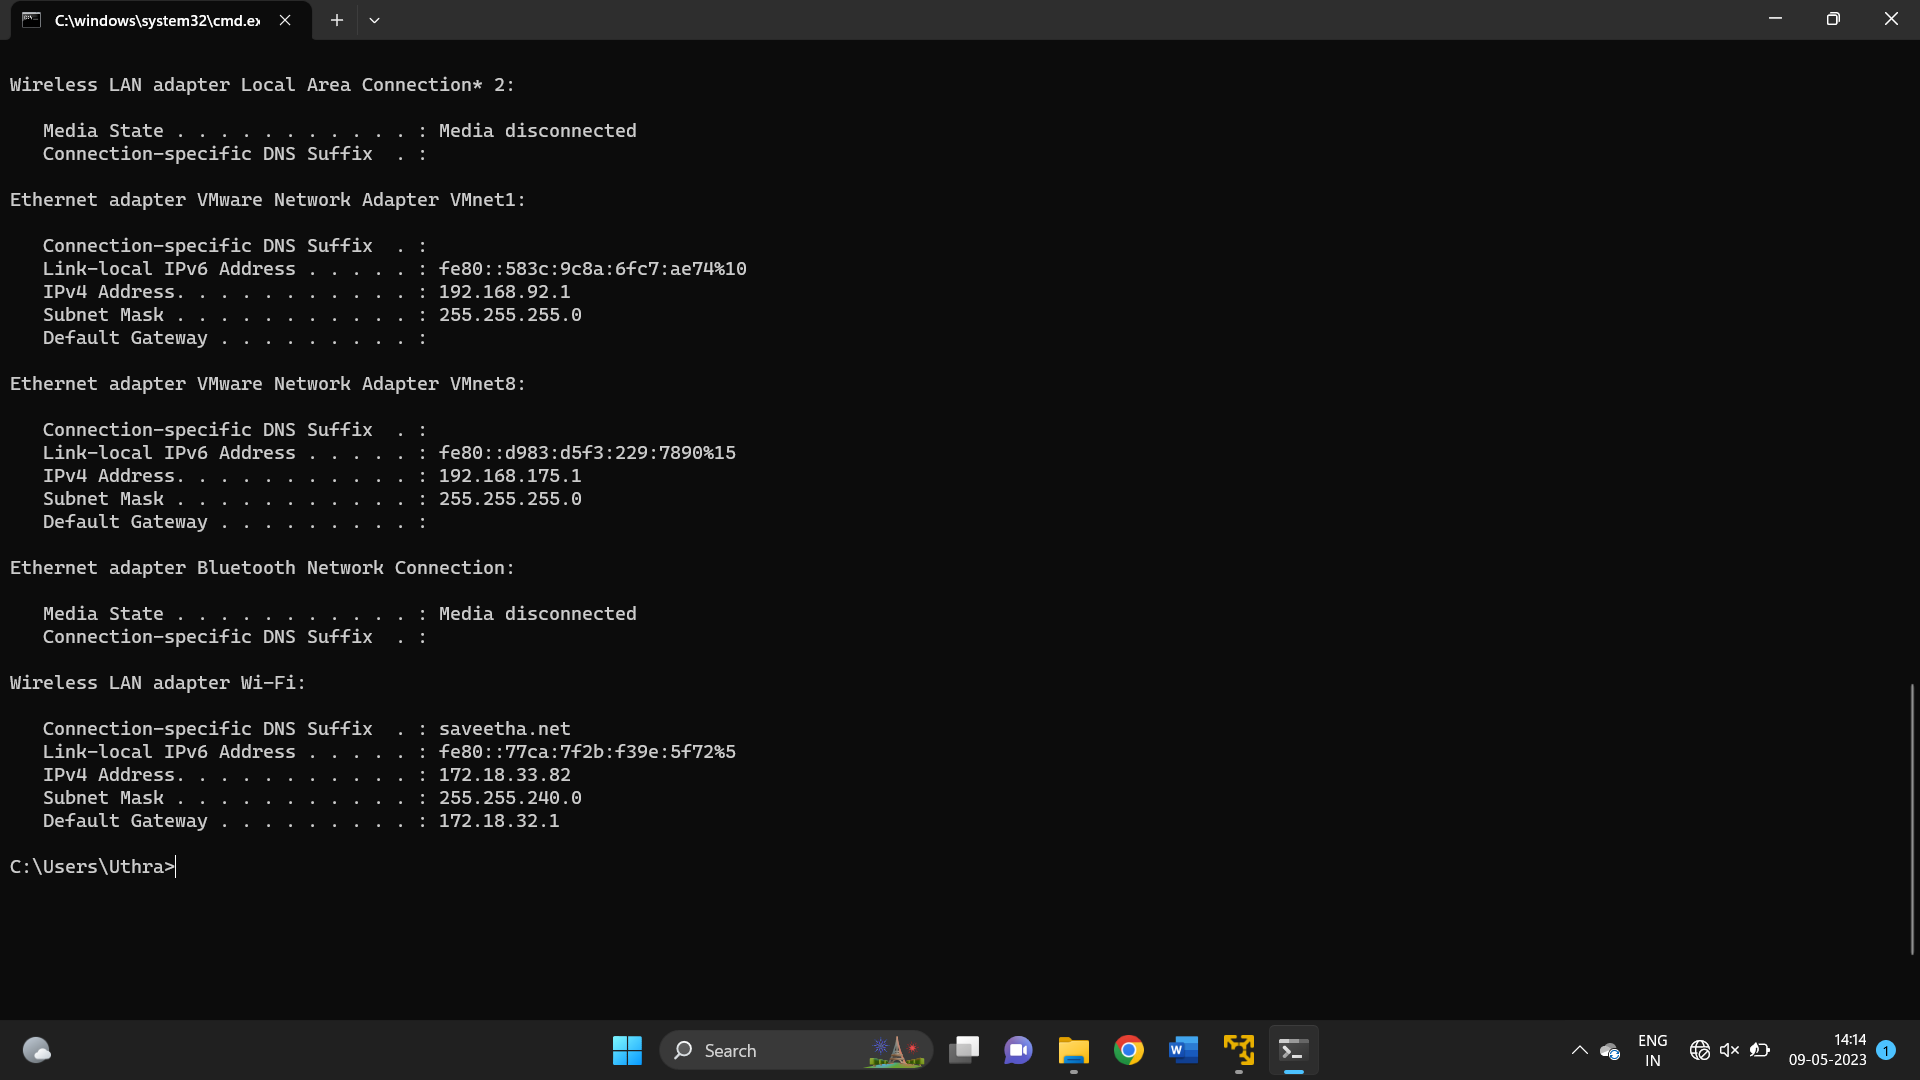 C:\windows\system32\cmd.ex
Wireless LAN adapter Local Area Connection* 2:
   Media State . . . . . . . . . . . : Media disconnected
   Connection-specific DNS Suffix  . :
Ethernet adapter VMware Network Adapter VMnet1:
   Connection-specific DNS Suffix  . :
   Link-local IPv6 Address . . . . . : fe80::583c:9c8a:6fc7:ae74%10
   IPv4 Address. . . . . . . . . . . : 192.168.92.1
   Subnet Mask . . . . . . . . . . . : 255.255.255.0
   Default Gateway . . . . . . . . . :
Ethernet adapter VMware Network Adapter VMnet8:
   Connection-specific DNS Suffix  . :
   Link-local IPv6 Address . . . . . : fe80::d983:d5f3:229:7890%15
   IPv4 Address. . . . . . . . . . . : 192.168.175.1
   Subnet Mask . . . . . . . . . . . : 255.255.255.0
   Default Gateway . . . . . . . . . :
Ethernet adapter Bluetooth Network Connection:
   Media State . . . . . . . . . . . : Media disconnected
   Connection-specific DNS Suffix  . :
Wireless LAN adapter Wi-Fi:
   Connection-specific DNS Suffix  . : saveetha.net
   Link-local IPv6 Address . . . . . : fe80::77ca:7f2b:f39e:5f72%5
   IPv4 Address. . . . . . . . . . . : 172.18.33.82
   Subnet Mask . . . . . . . . . . . : 255.255.240.0
   Default Gateway . . . . . . . . . : 172.18.32.1
C:\Users\Uthra>
Search
W
ENG
IN
14:14
09-05-2023
1